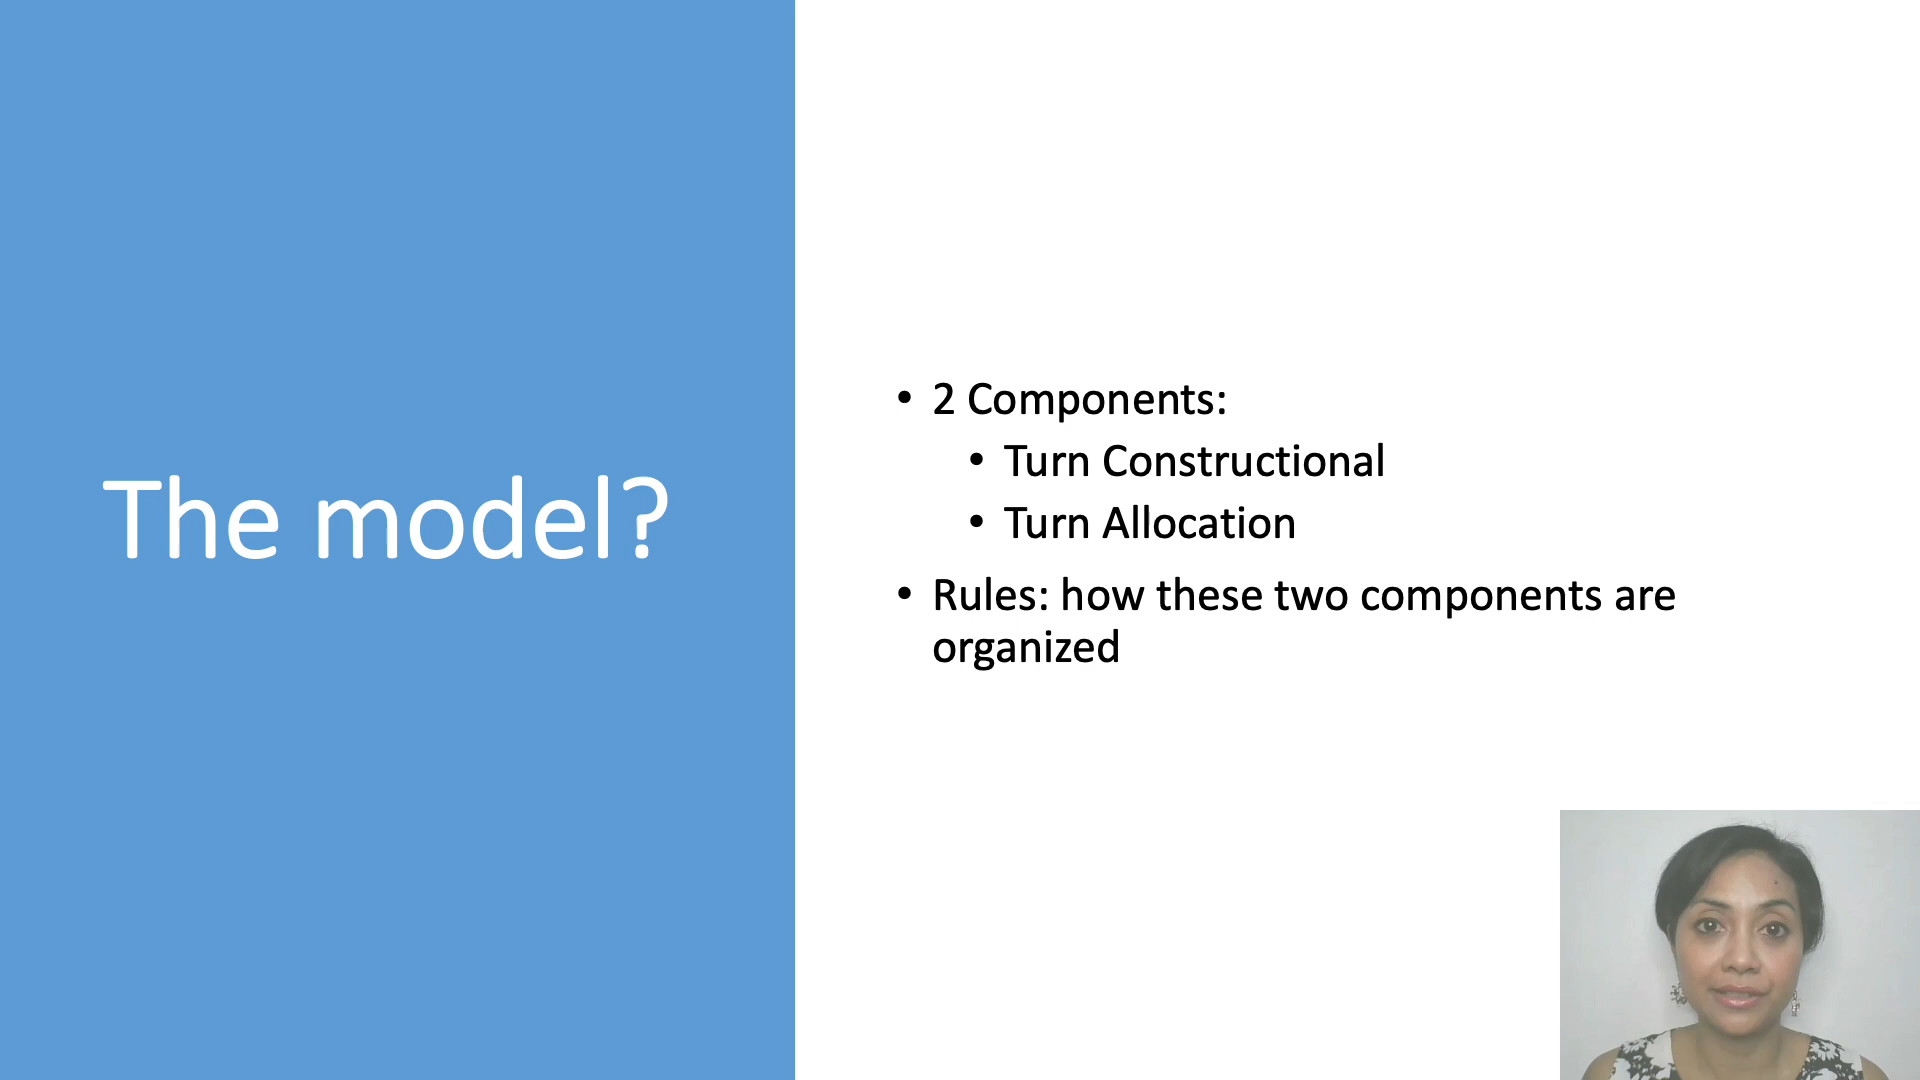 The model?
• 2 Components:
• Turn Constructional
• Turn Allocation
• Rules: how these two components are
organized